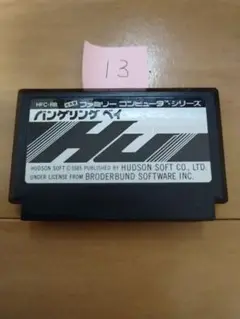 13
HFC-RB ファミリー コンピュータ・シリーズ
バンゲリング ベイ
HU
HUDSON SOFT ©1985 PUBLISHED BY HUDSON SOFT CO., LTD.
UNDER LICENSE FROM BRODERBUND SOFTWARE INC.